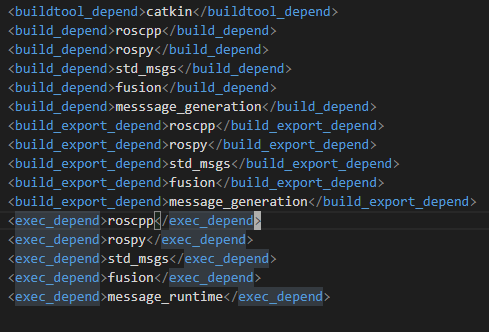 <buildtool_depend>catkin</buildtool_depend>
<build_depend>roscpp</build_depend>
<build_depend>rospy</build_depend>
<build_depend>std_msgs</build_depend>
<build_depend>fusion</build_depend>
<build_depend>messsage_generation</build_depend>
<build_export_depend>roscpp</build_export_depend>
<build_export_depend>rospy</build_export_depend>
<build_export_depend>std_msgs</build_export_depend>
<build_export_depend>fusion</build_export_depend>
<build_export_depend>message_generation</build_export_depend>
<exec_depend>roscpp</exec_depend>
<exec_depend>rospy</exec_depend>
<exec_depend>std_msgs</exec_depend>
<exec_depend>fusion</exec_depend>
<exec_depend>message_runtime</exec_depend>